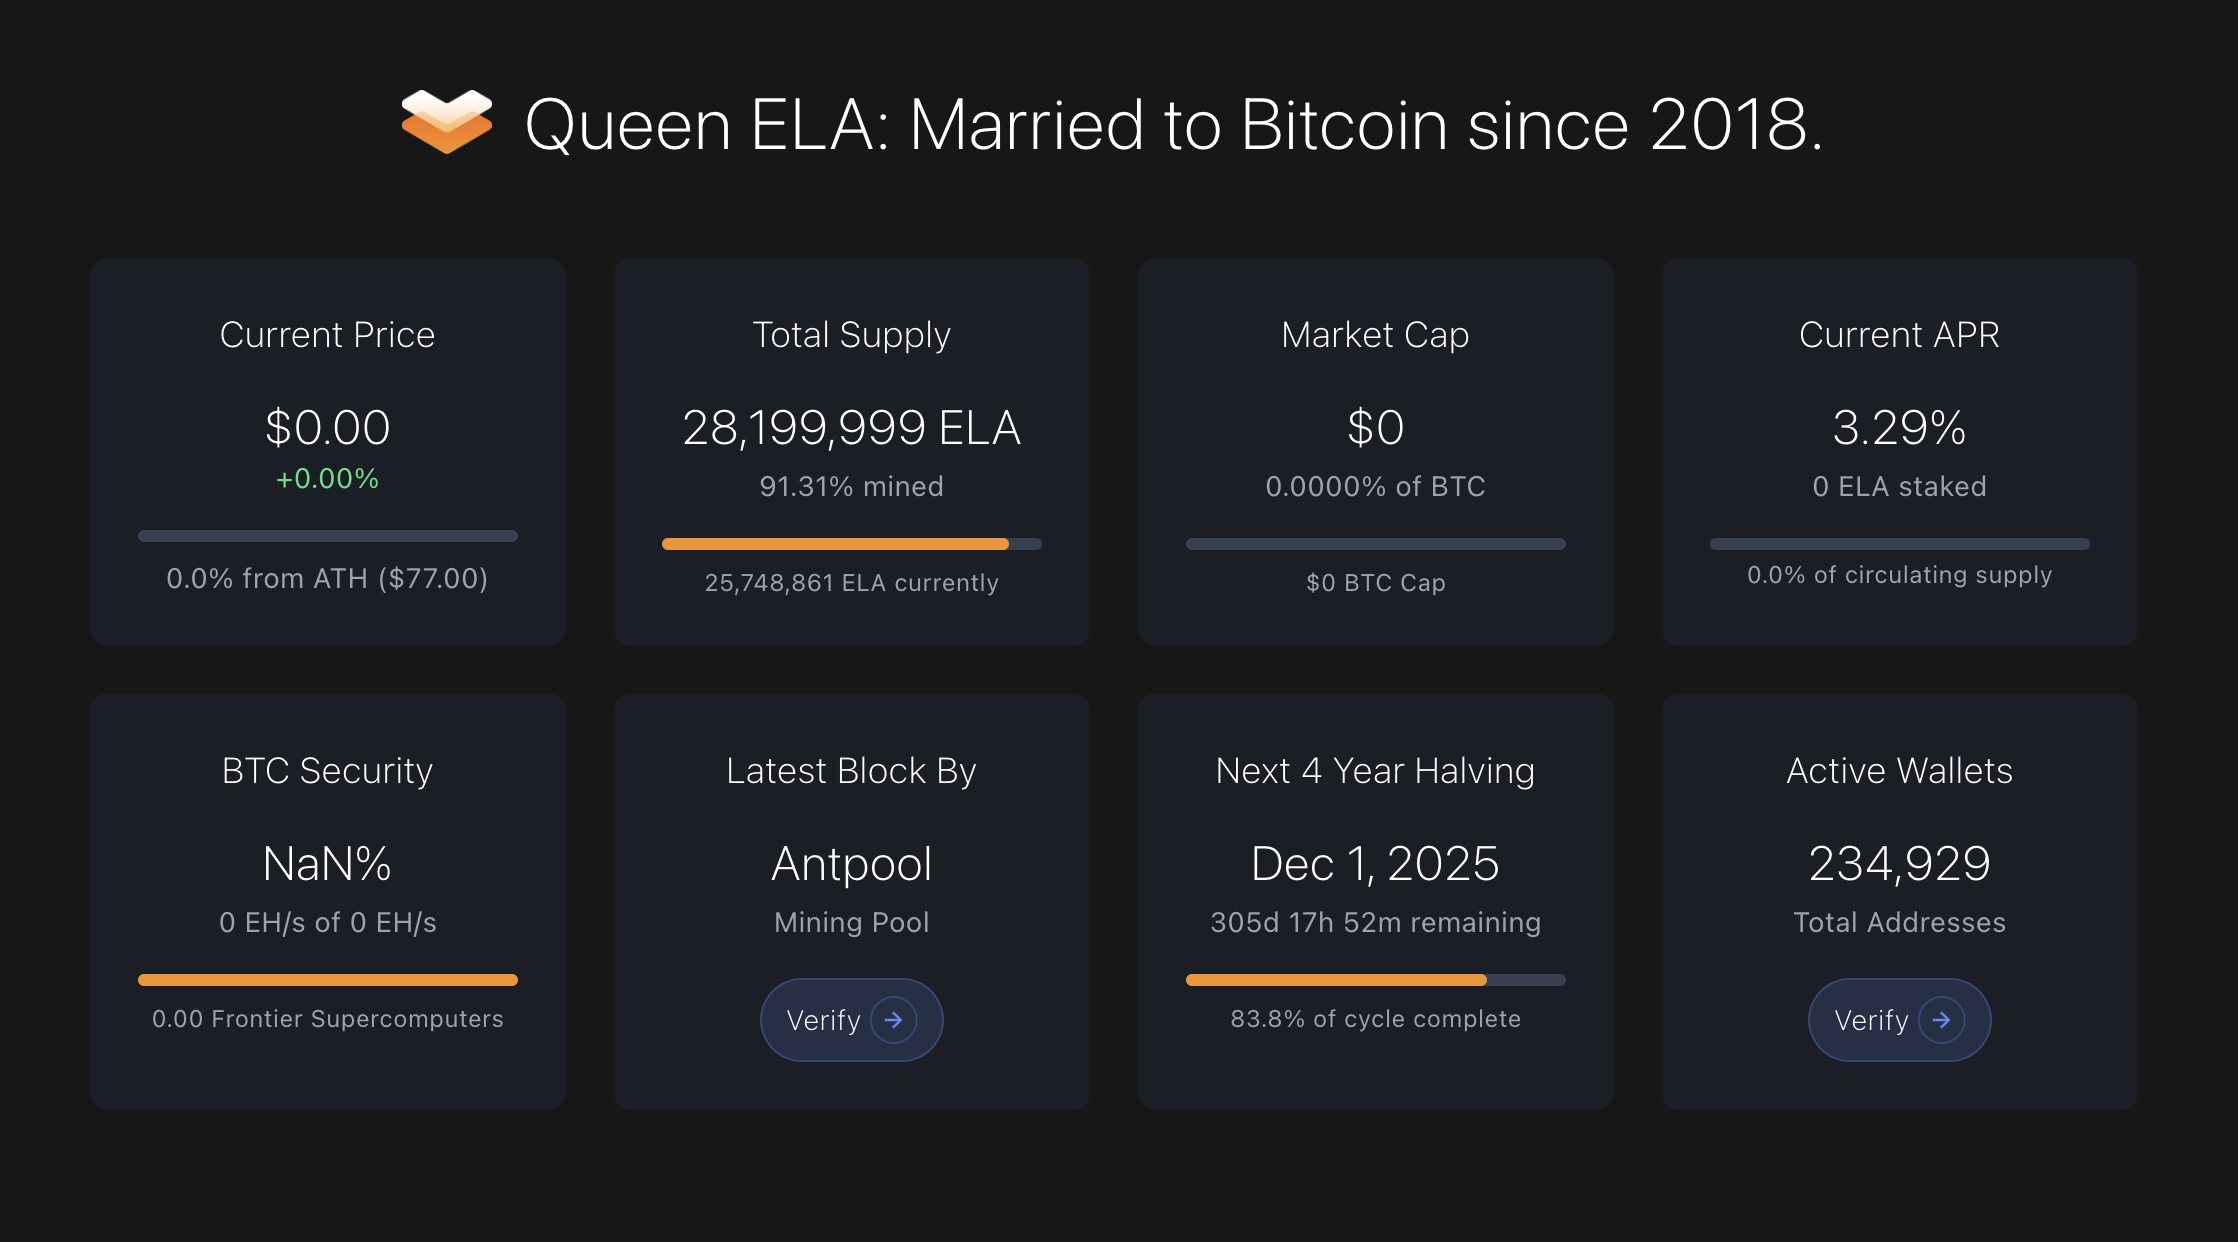 Queen ELA: Married to Bitcoin since 2018.
Current Price
$0.00
+0.00%
0.0% from ATH ($77.00)
Total Supply
28,199,999 ELA
91.31% mined
25,748,861 ELA currently
Market Cap
$0
0.0000% of BTC
$0 BTC Cap
Current APR
3.29%
0 ELA staked
0.0% of circulating supply
BTC Security
NaN%
0 EH/s of 0 EH/s
0.00 Frontier Supercomputers
Latest Block By
Antpool
Mining Pool
Verify
Next 4 Year Halving
Dec 1, 2025
305d 17h 52m remaining
83.8% of cycle complete
Active Wallets
234,929
Total Addresses
Verify